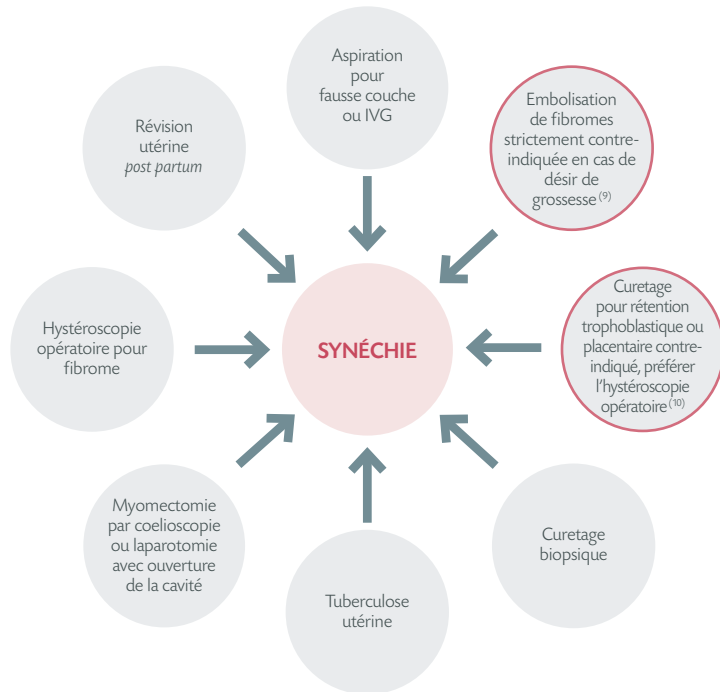 Aspiration
pour
fausse couche
ou IVG
Embolisation
de fibromes
strictement contre-
indiquée en cas de
désir de
grossesse (9)
Révision
utérine
post partum
Hystéroscopie
opératoire pour
fibrome
SYNÉCHIE
Curetage
pour rétention
trophoblastique ou
placentaire contre-
indiqué, préférer
l'hystéroscopie
opératoire (10)
Myomectomie
par coelioscopie
ou laparotomie
avec ouverture
de la cavité
Tuberculose
utérine
Curetage
biopsique